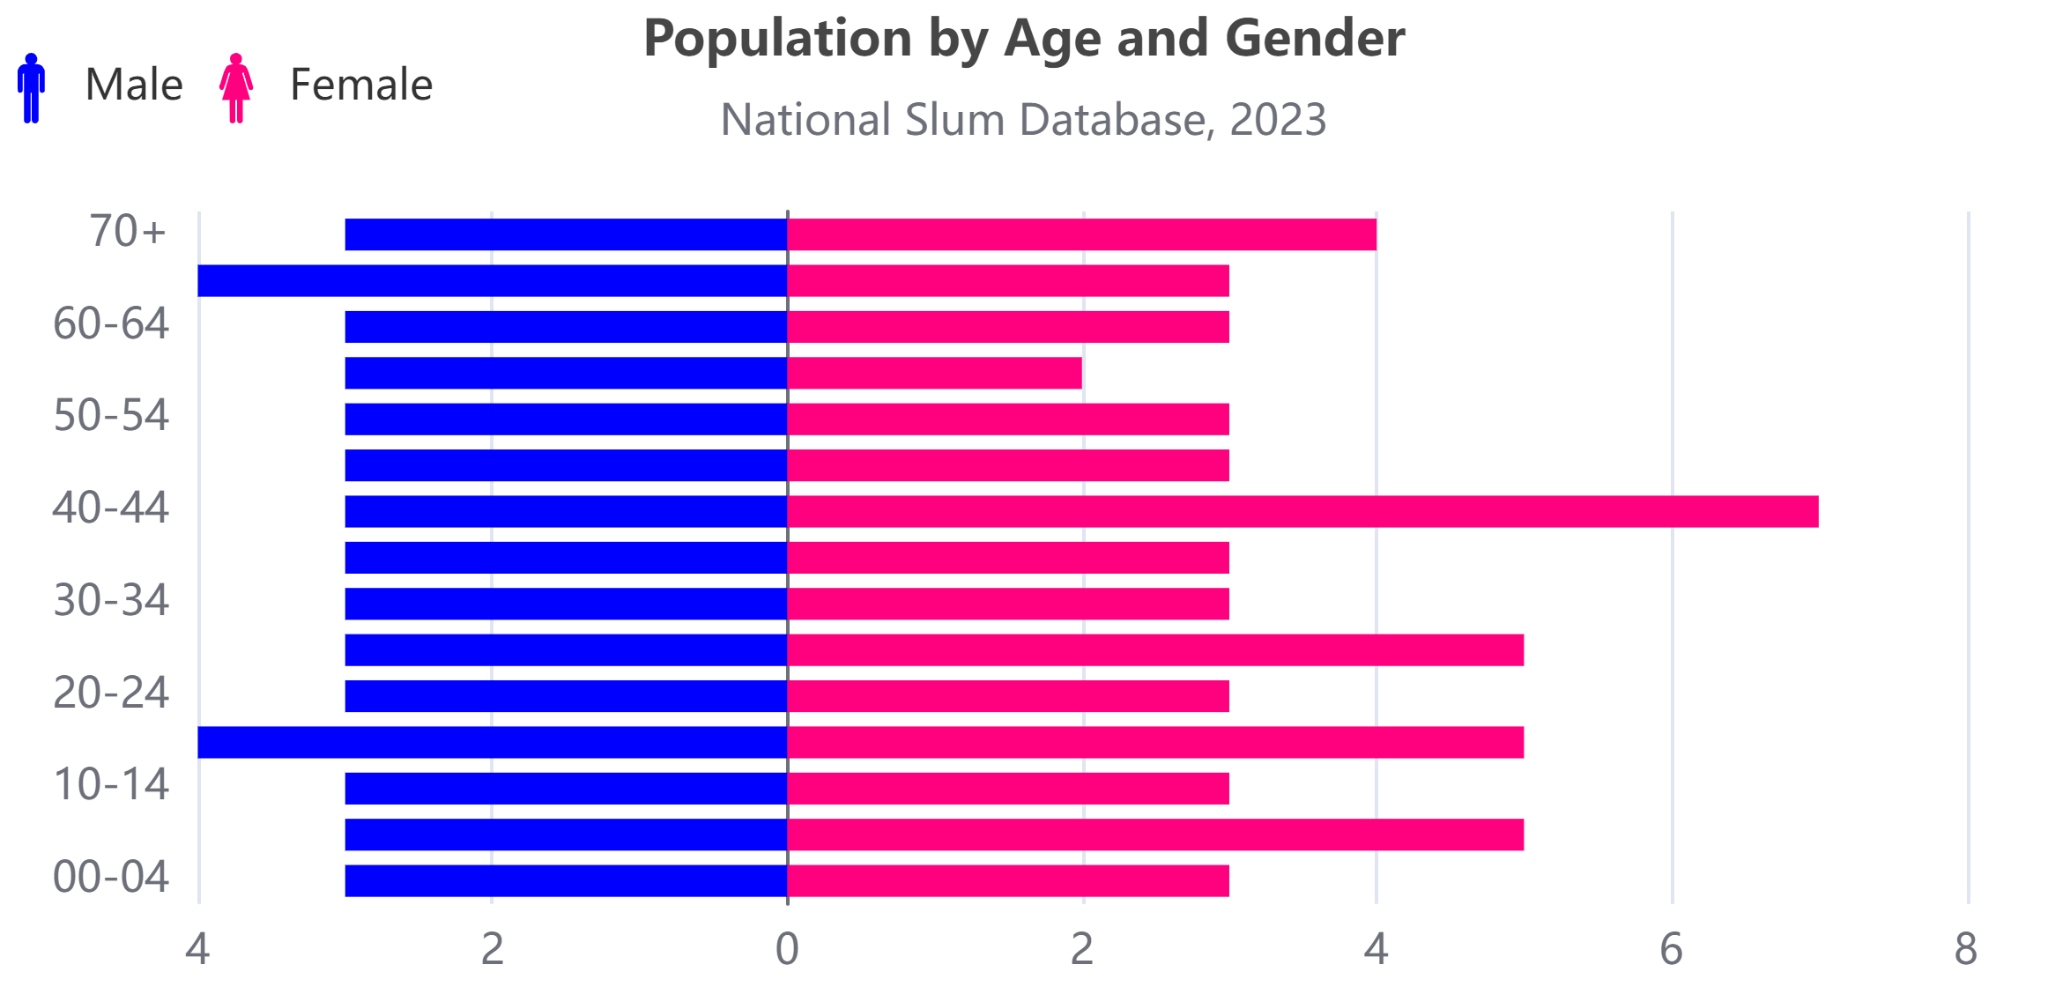 Population by Age and Gender
Male Female
National Slum Database, 2023
70+
60-64
50-54
40-44
30-34
20-24
10-14
00-04
4 2 0 2 4 6 8